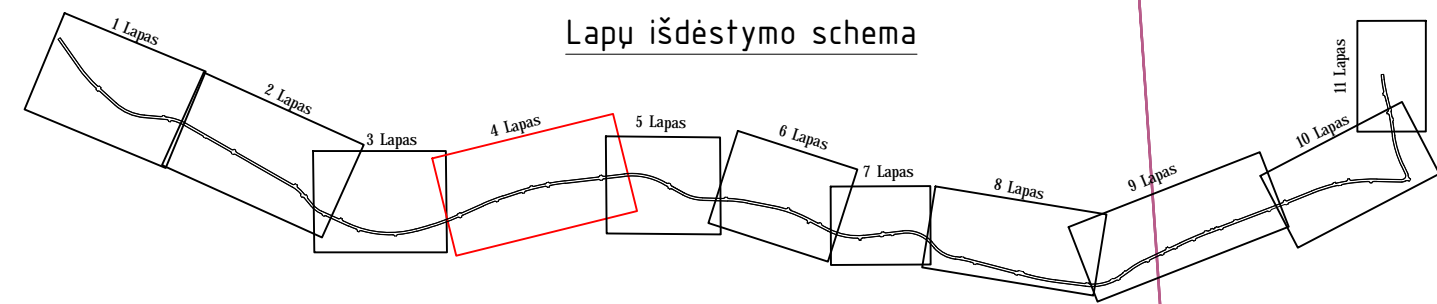 Lapų išdėstymo schema
1 Lapas
2 Lapas
3 Lapas
4 Lapas
5 Lapas
6 Lapas
7 Lapas
8 Lapas
9 Lapas
10 Lapas
11 Lapas